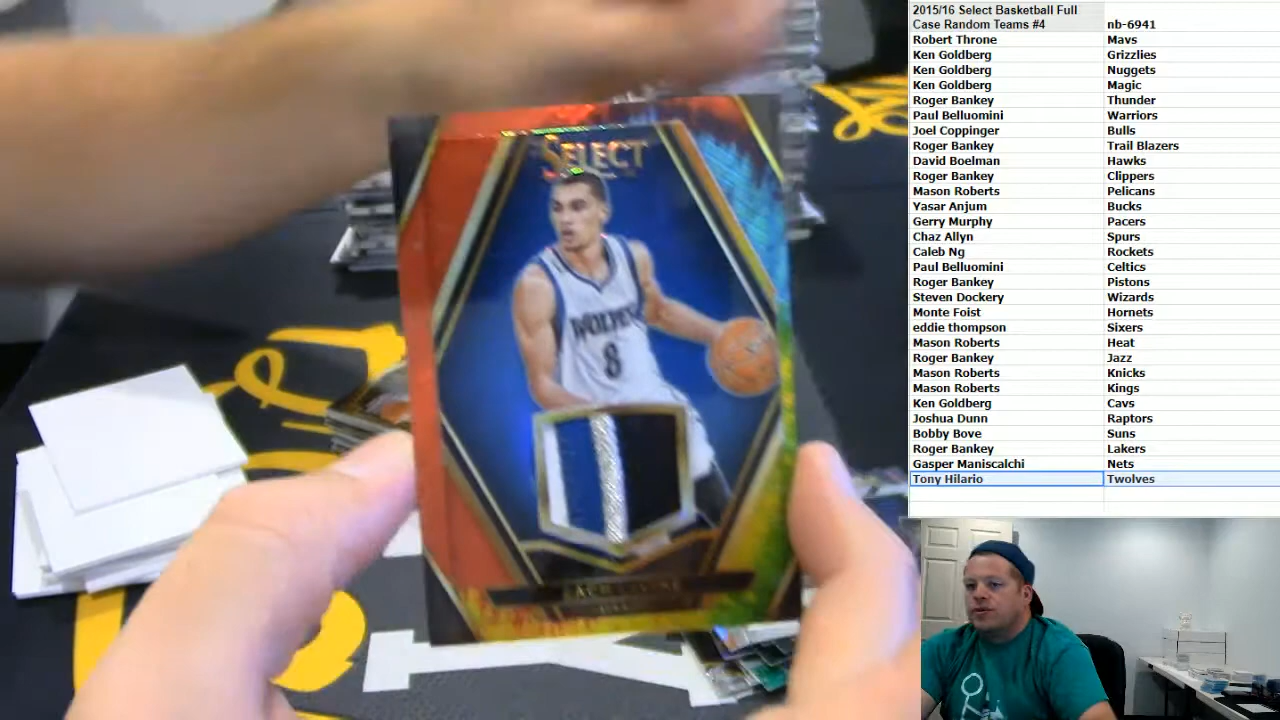 2015/16 Select Basketball Full
Case Random Teams #4 nb-6941
Robert Throne Mavs
Ken Goldberg Grizzlies
Ken Goldberg Nuggets
Ken Goldberg Magic
Roger Bankey Thunder
Paul Belluomini Warriors
Joel Coppinger Bulls
Roger Bankey Trail Blazers
David Boelman Hawks
Roger Bankey Clippers
Mason Roberts Pelicans
Yasar Anjum Bucks
Gerry Murphy Pacers
Chaz Allyn Spurs
Caleb Ng Rockets
Paul Belluomini Celtics
Roger Bankey Pistons
Steven Dockery Wizards
Monte Foist Hornets
eddie thompson Sixers
Mason Roberts Heat
Roger Bankey Jazz
Mason Roberts Knicks
Mason Roberts Kings
Ken Goldberg Cavs
Joshua Dunn Raptors
Bobby Bove Suns
Roger Bankey Lakers
Gasper Maniscalchi Nets
Tony Hilario Twolves
SELECT
WOLVES
8